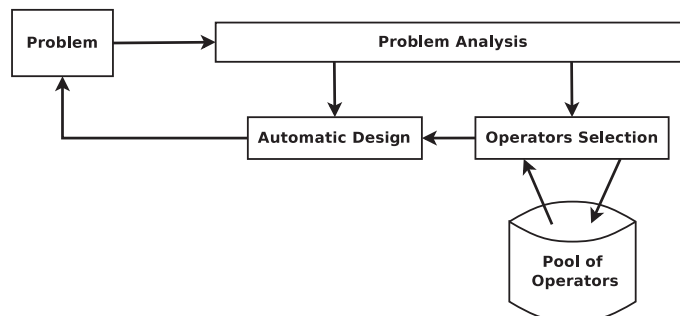 Problem
Problem Analysis
Automatic Design
Operators Selection
Pool of
Operators